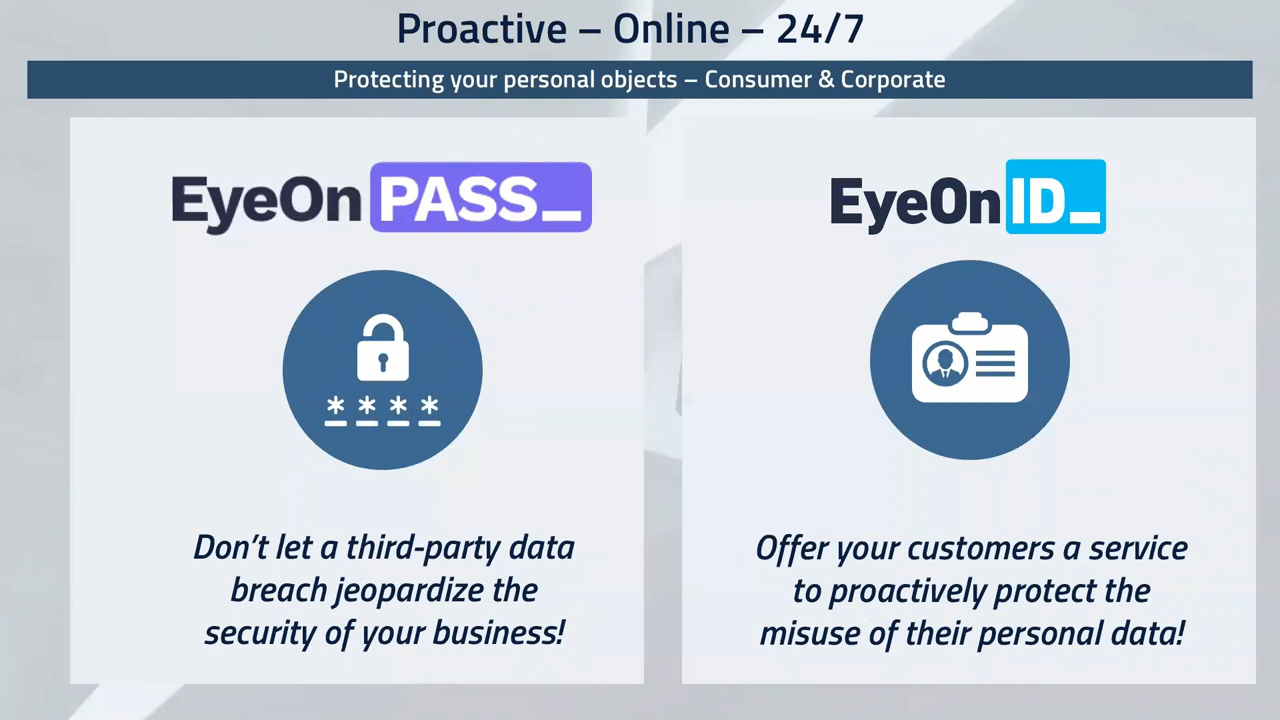 Proactive – Online – 24/7
Protecting your personal objects – Consumer & Corporate
EyeOn PASS_
* * * *
Don't let a third-party data
breach jeopardize the
security of your business!
EyeOn ID_
Offer your customers a service
to proactively protect the
misuse of their personal data!